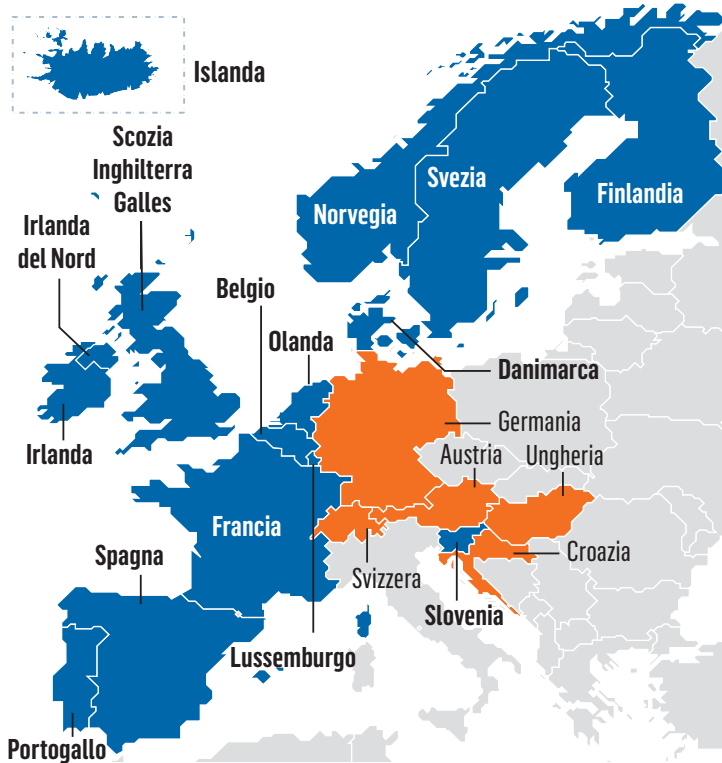 Islanda
Scozia
Inghilterra
Galles
Irlanda
del Nord
Norvegia
Svezia
Finlandia
Belgio
Olanda
Danimarca
Germania
Irlanda
Austria
Ungheria
Francia
Spagna
Svizzera
Croazia
Slovenia
Lussemburgo
Portogallo